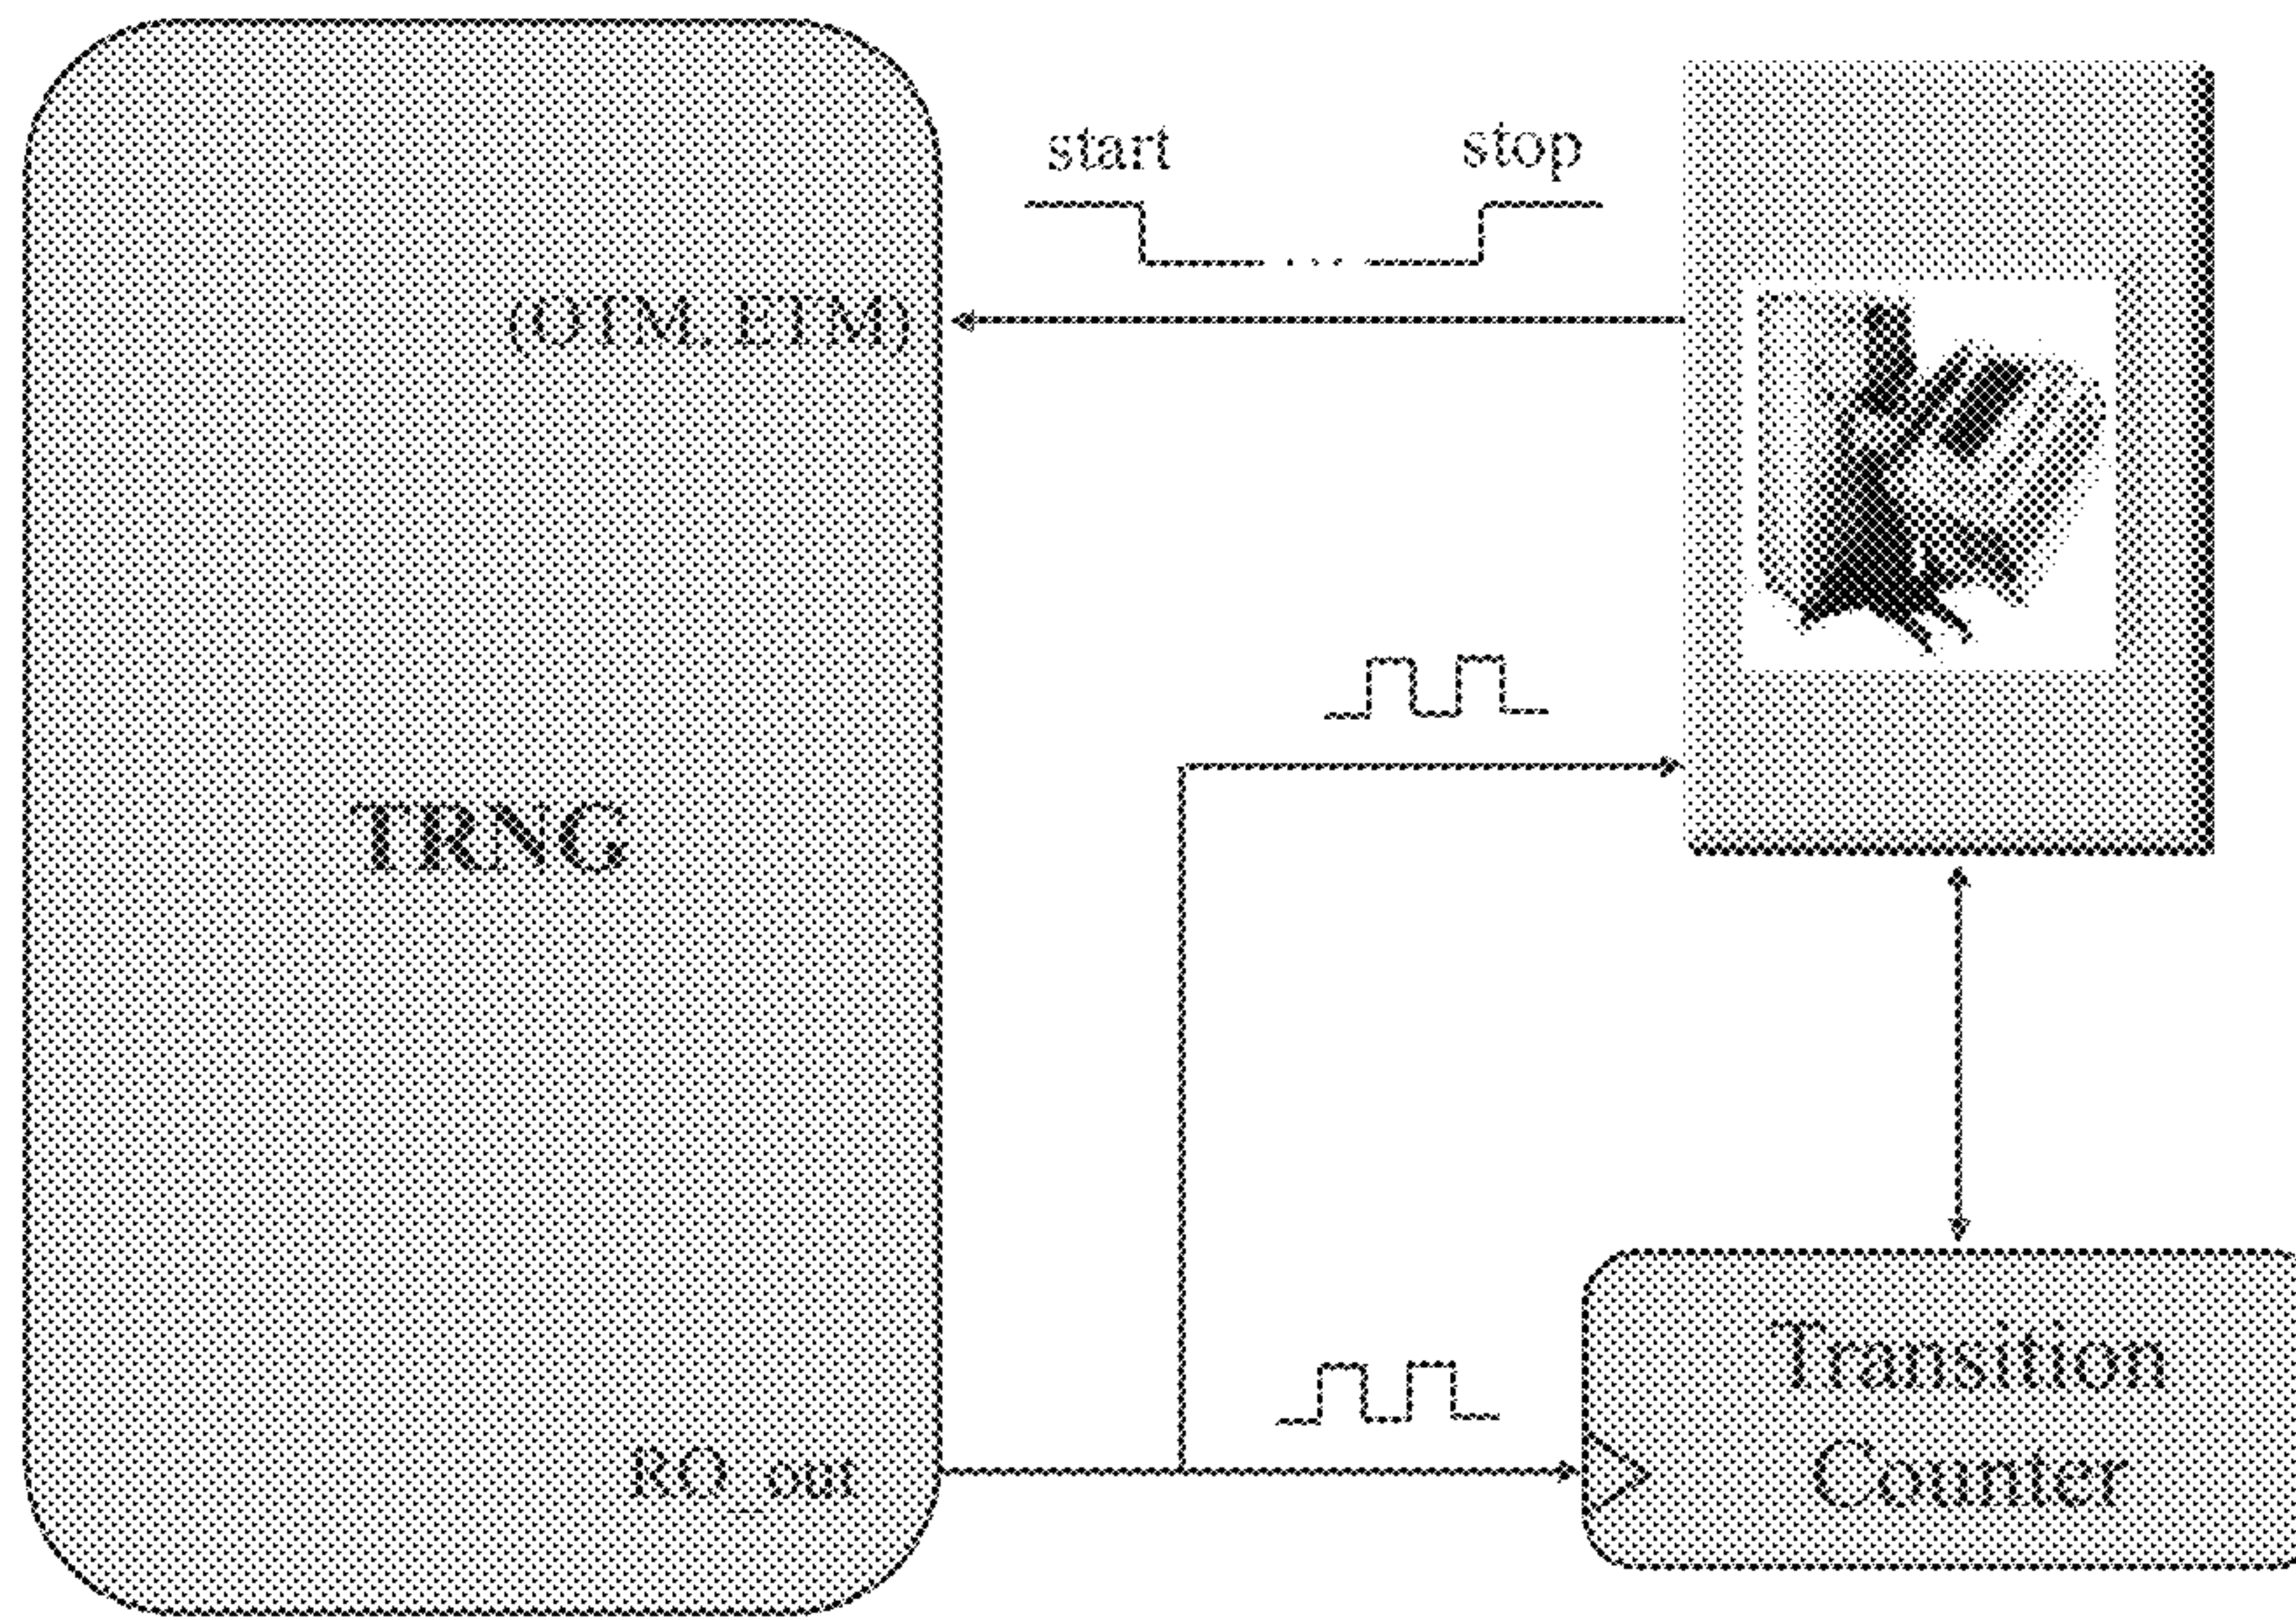 start stop
(OTM, ETM)
TRNG
RO_out
Transition
Counter